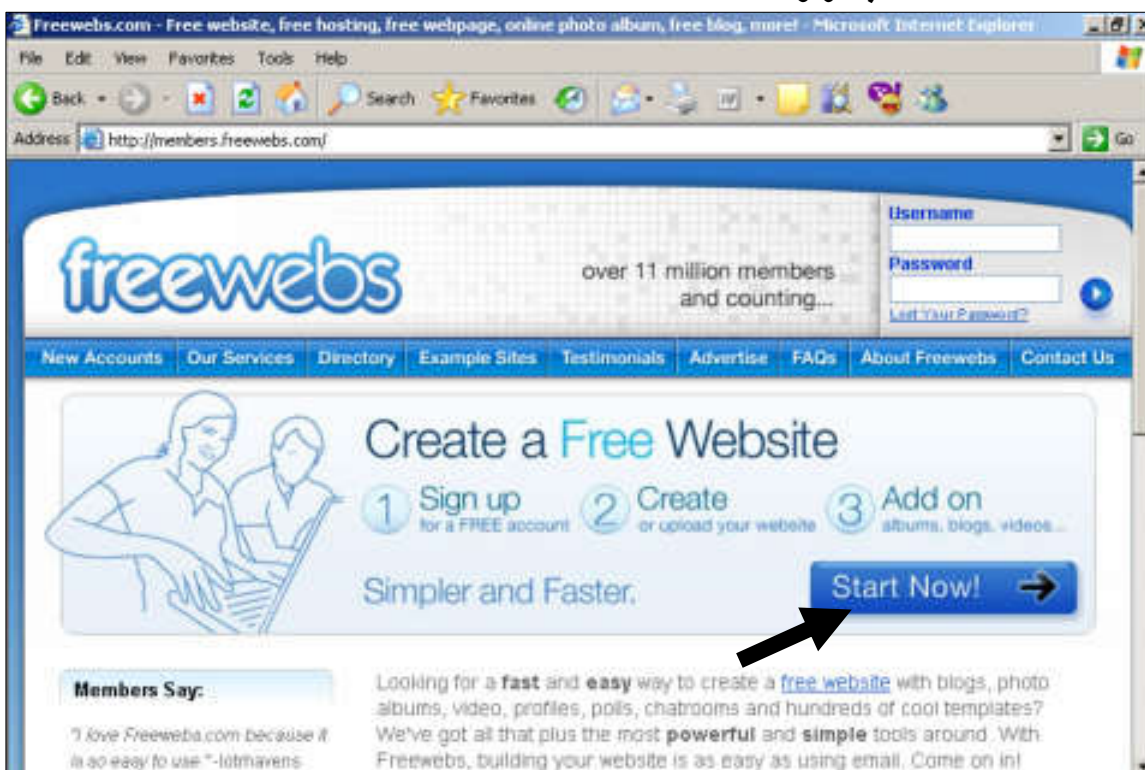 Freewebs.com - Free website, free hosting, free webpage, online photo album, free blog, more! - Microsoft Internet Explorer
File Edit View Favorites Tools Help
Back Search Favorites
Address http://members.freewebs.com/ Go
Username
freewebs
over 11 million members
and counting...
Password
Lost Your Password?
New Accounts Our Services Directory Example Sites Testimonials Advertise FAQs About Freewebs Contact Us
Create a Free Website
1 Sign up
for a FREE account
2 Create
or upload your website
3 Add on
albums, blogs, videos...
Simpler and Faster.
Start Now!
Members Say:
"I love Freewebs.com because it
is so easy to use "-lotmavens
Looking for a fast and easy way to create a free website with blogs, photo
albums, video, profiles, polls, chatrooms and hundreds of cool templates?
We've got all that plus the most powerful and simple tools around. With
Freewebs, building your website is as easy as using email. Come on in!